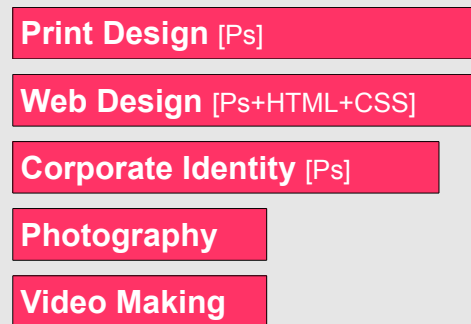 Print Design [Ps]
Web Design [Ps+HTML+CSS]
Corporate Identity [Ps]
Photography
Video Making